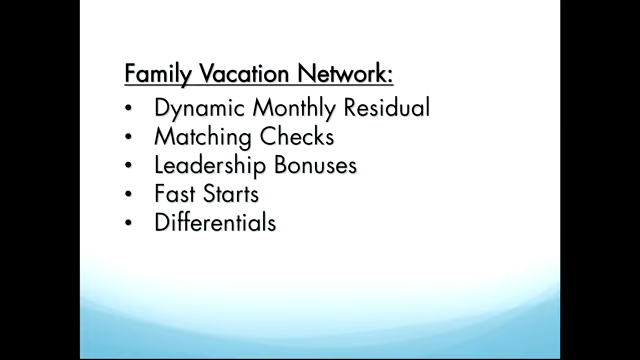 Family Vacation Network:
• Dynamic Monthly Residual
• Matching Checks
• Leadership Bonuses
• Fast Starts
• Differentials